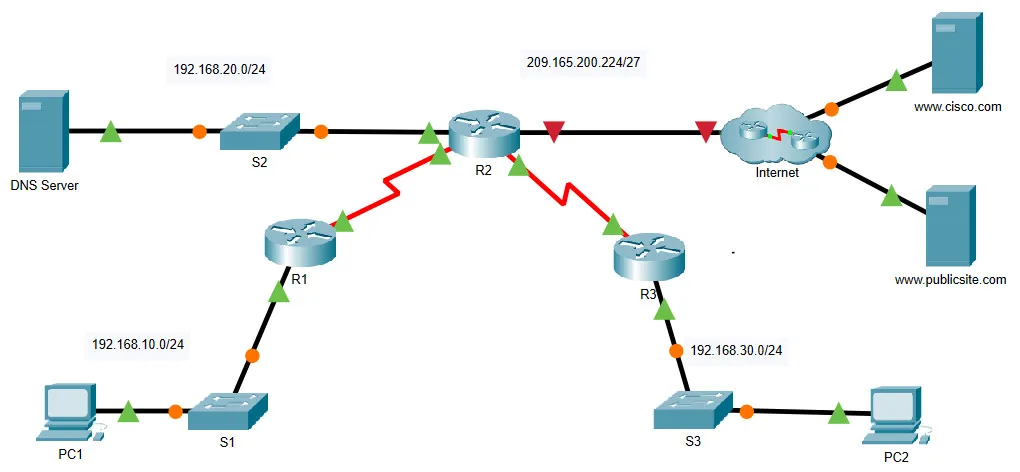 192.168.20.0/24
209.165.200.224/27
www.cisco.com
DNS Server
S2
R2
Internet
R1
R3
www.publicsite.com
192.168.10.0/24
192.168.30.0/24
PC1
S1
S3
PC2